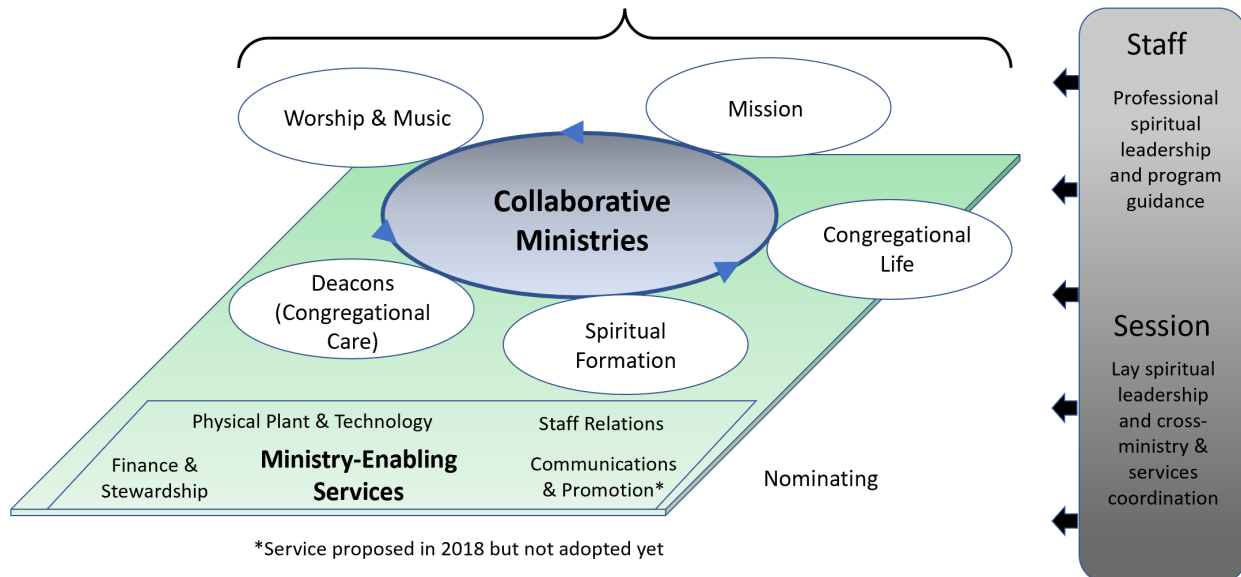 Worship & Music
Mission
Collaborative
Ministries
Congregational
Life
Deacons
(Congregational
Care)
Spiritual
Formation
Physical Plant & Technology
Staff Relations
Finance &
Stewardship
Ministry-Enabling
Services
Communications
& Promotion*
Nominating
*Service proposed in 2018 but not adopted yet
Staff
Professional
spiritual
leadership
and program
guidance
Session
Lay spiritual
leadership
and cross-
ministry &
services
coordination